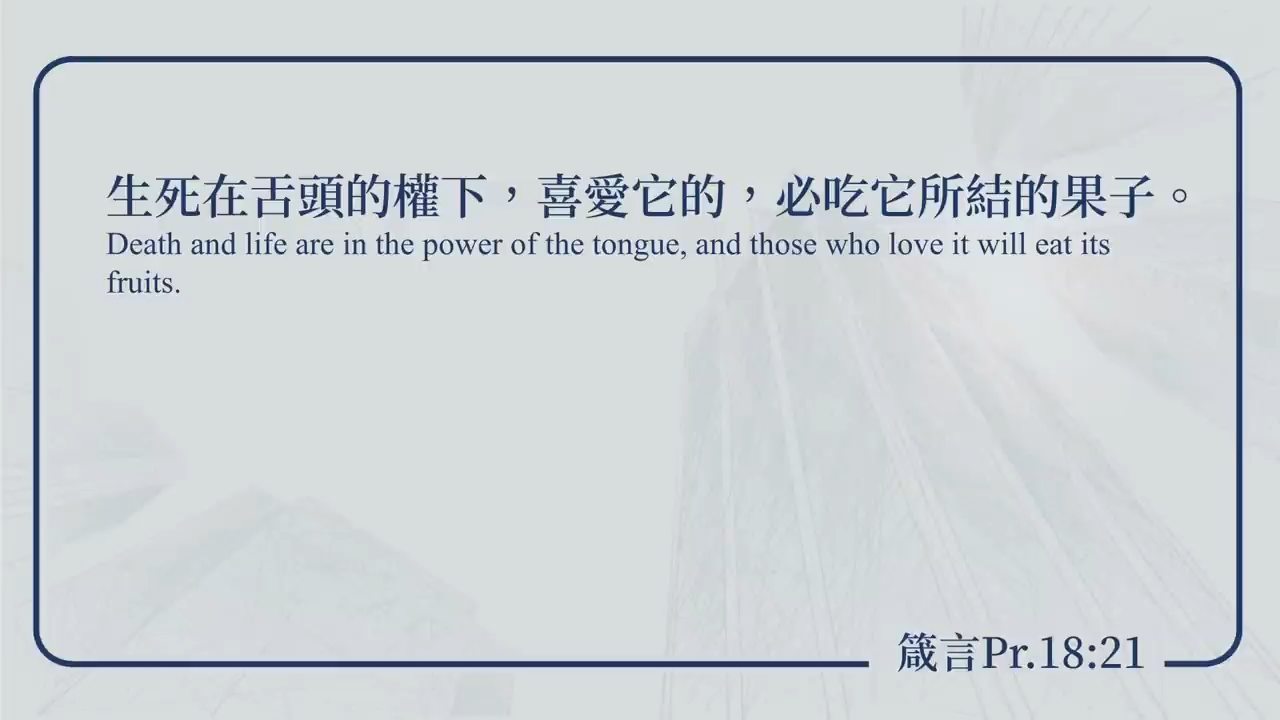 生死在舌頭的權下，喜愛它的，必吃它所結的果子。
Death and life are in the power of the tongue, and those who love it will eat its
fruits.
箴言Pr.18:21